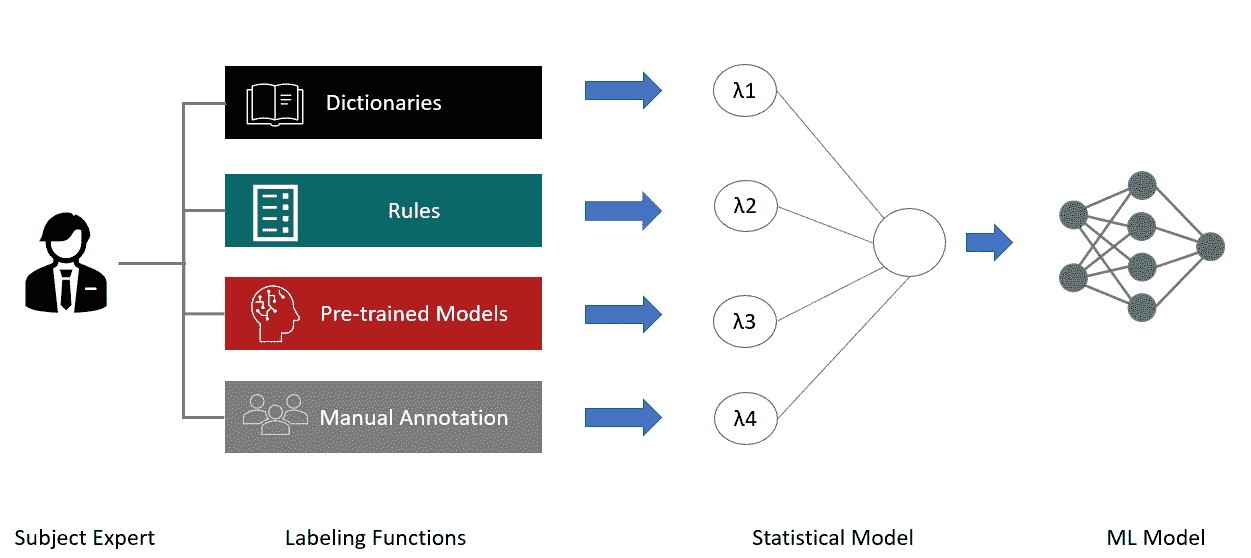 Dictionaries
λ1
Rules
λ2
Pre-trained Models
λ3
Manual Annotation
λ4
Subject Expert
Labeling Functions
Statistical Model
ML Model